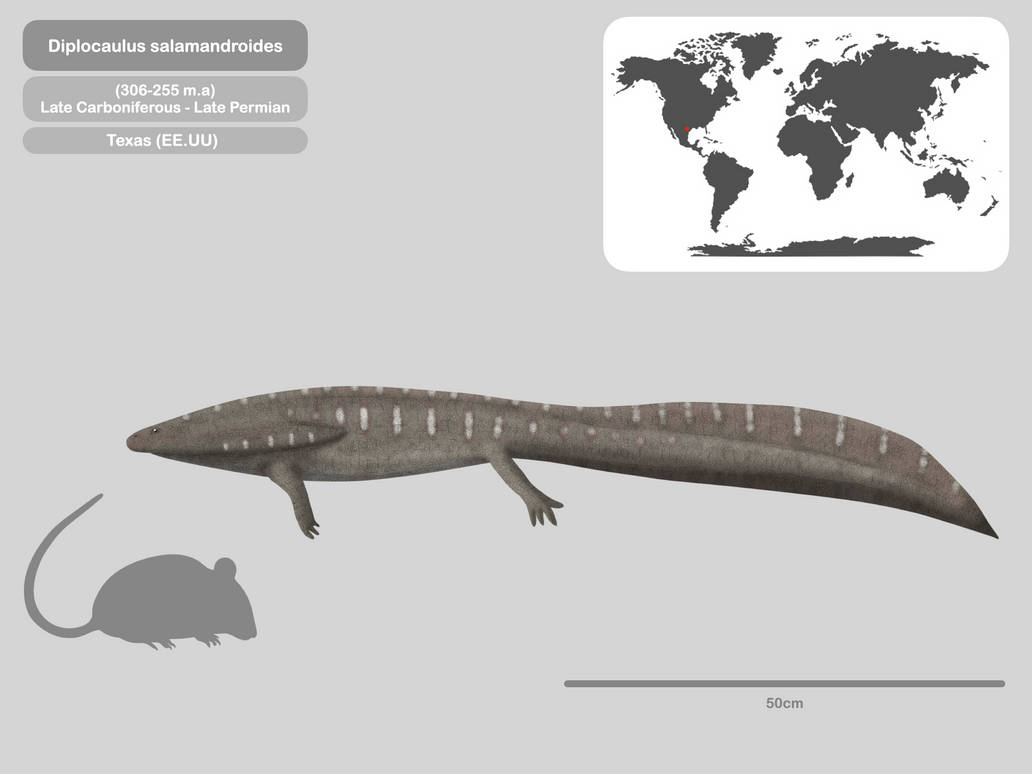 Diplocaulus salamandroides
(306-255 m.a)
Late Carboniferous - Late Permian
Texas (EE.UU)
50cm